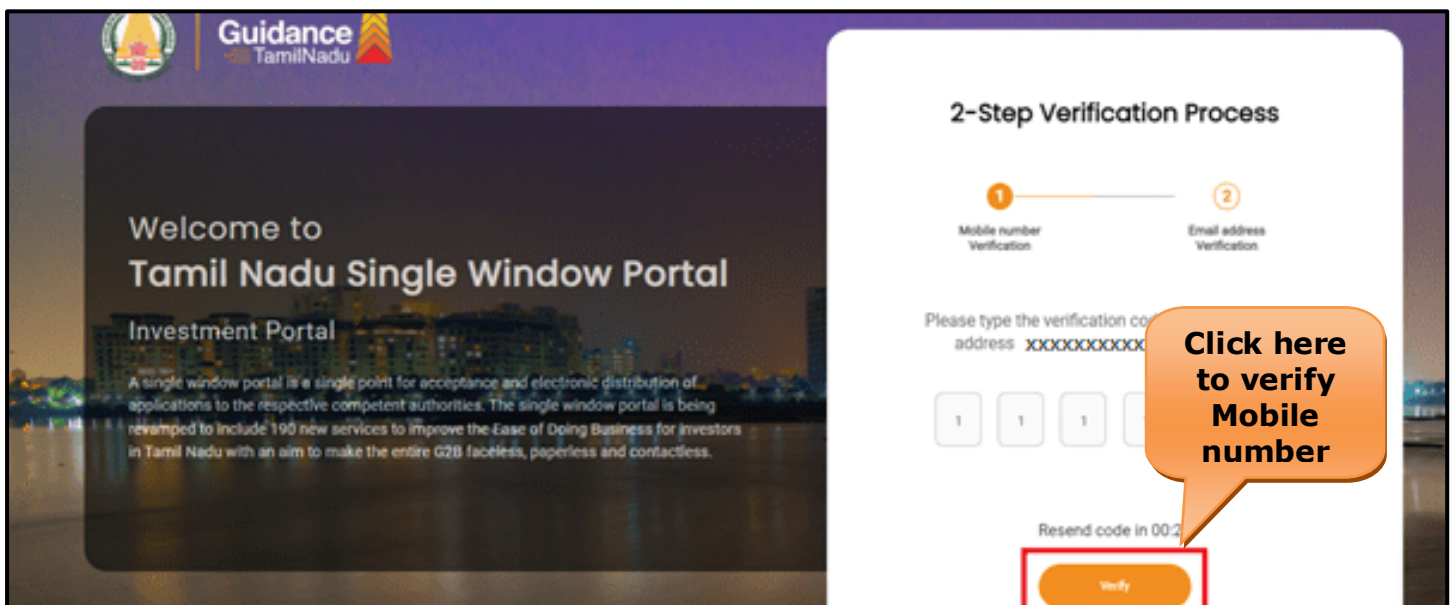 Guidance
TamilNadu
Welcome to
Tamil Nadu Single Window Portal
Investment Portal
A single window portal is a single point for acceptance and electronic distribution of
applications to the respective competent authorities. The single window portal is being
revamped to include 190 new services to improve the Ease of Doing Business for investors
in Tamil Nadu with an aim to make the entire G2B faceless, paperless and contactless.
2-Step Verification Process
1
2
Mobile number
Verification
Email address
Verification
Please type the verification
address xxxxxxxxxxx
1 1 1
Click here
to verify
Mobile
number
Resend code in 00:2
Verify